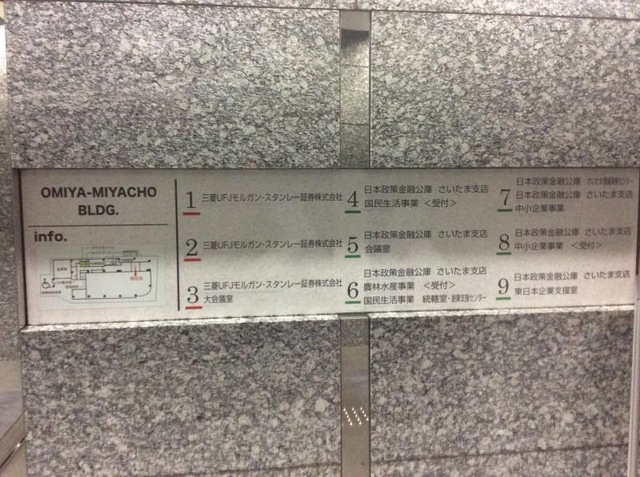 OMIYA-MIYACHO
BLDG.
info.
1 三菱UFJモルガン・スタンレー証券株式会社
2 三菱UFJモルガン・スタンレー証券株式会社
3 三菱UFJモルガン・スタンレー証券株式会社
大会議室
4 日本政策金融公庫 さいたま支店
国民生活事業 <受付>
5 日本政策金融公庫 さいたま支店
会議室
6 日本政策金融公庫 さいたま支店
農林水産事業 <受付>
国民生活事業 統轄室・創業支援センター
7 日本政策金融公庫
日本政策金融公庫 さいたま支店
中小企業事業
8 日本政策金融公庫 さいたま支店
中小企業事業 <受付>
9 日本政策金融公庫 さいたま支店
東日本企業支援室